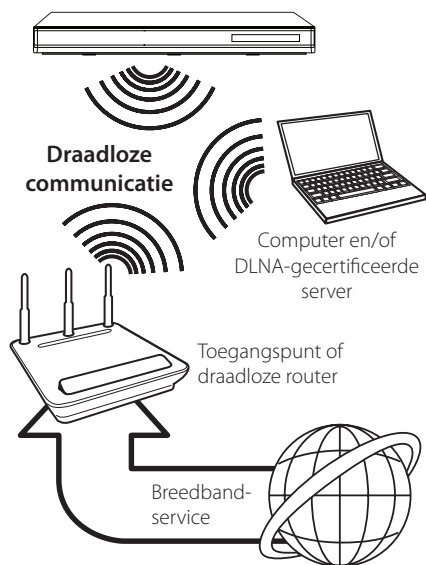 Draadloze
communicatie
Computer en/of
DLNA-gecertificeerde
server
Toegangspunt of
draadloze router
Breedband-
service